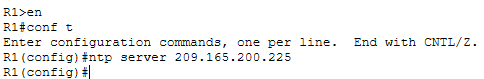 R1>en
R1#conf t
Enter configuration commands, one per line.  End with CNTL/Z.
R1(config)#ntp server 209.165.200.225
R1(config)#